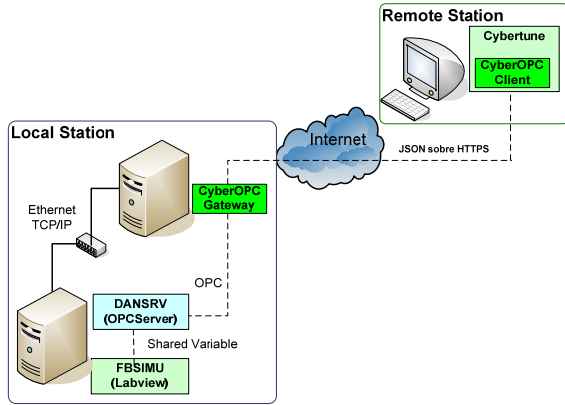 Remote Station
Cybertune
CyberOPC
Client
Internet
JSON sobre HTTPS
Local Station
CyberOPC
Gateway
Ethernet
TCP/IP
OPC
DANSRV
(OPCServer)
Shared Variable
FBSIMU
(Labview)